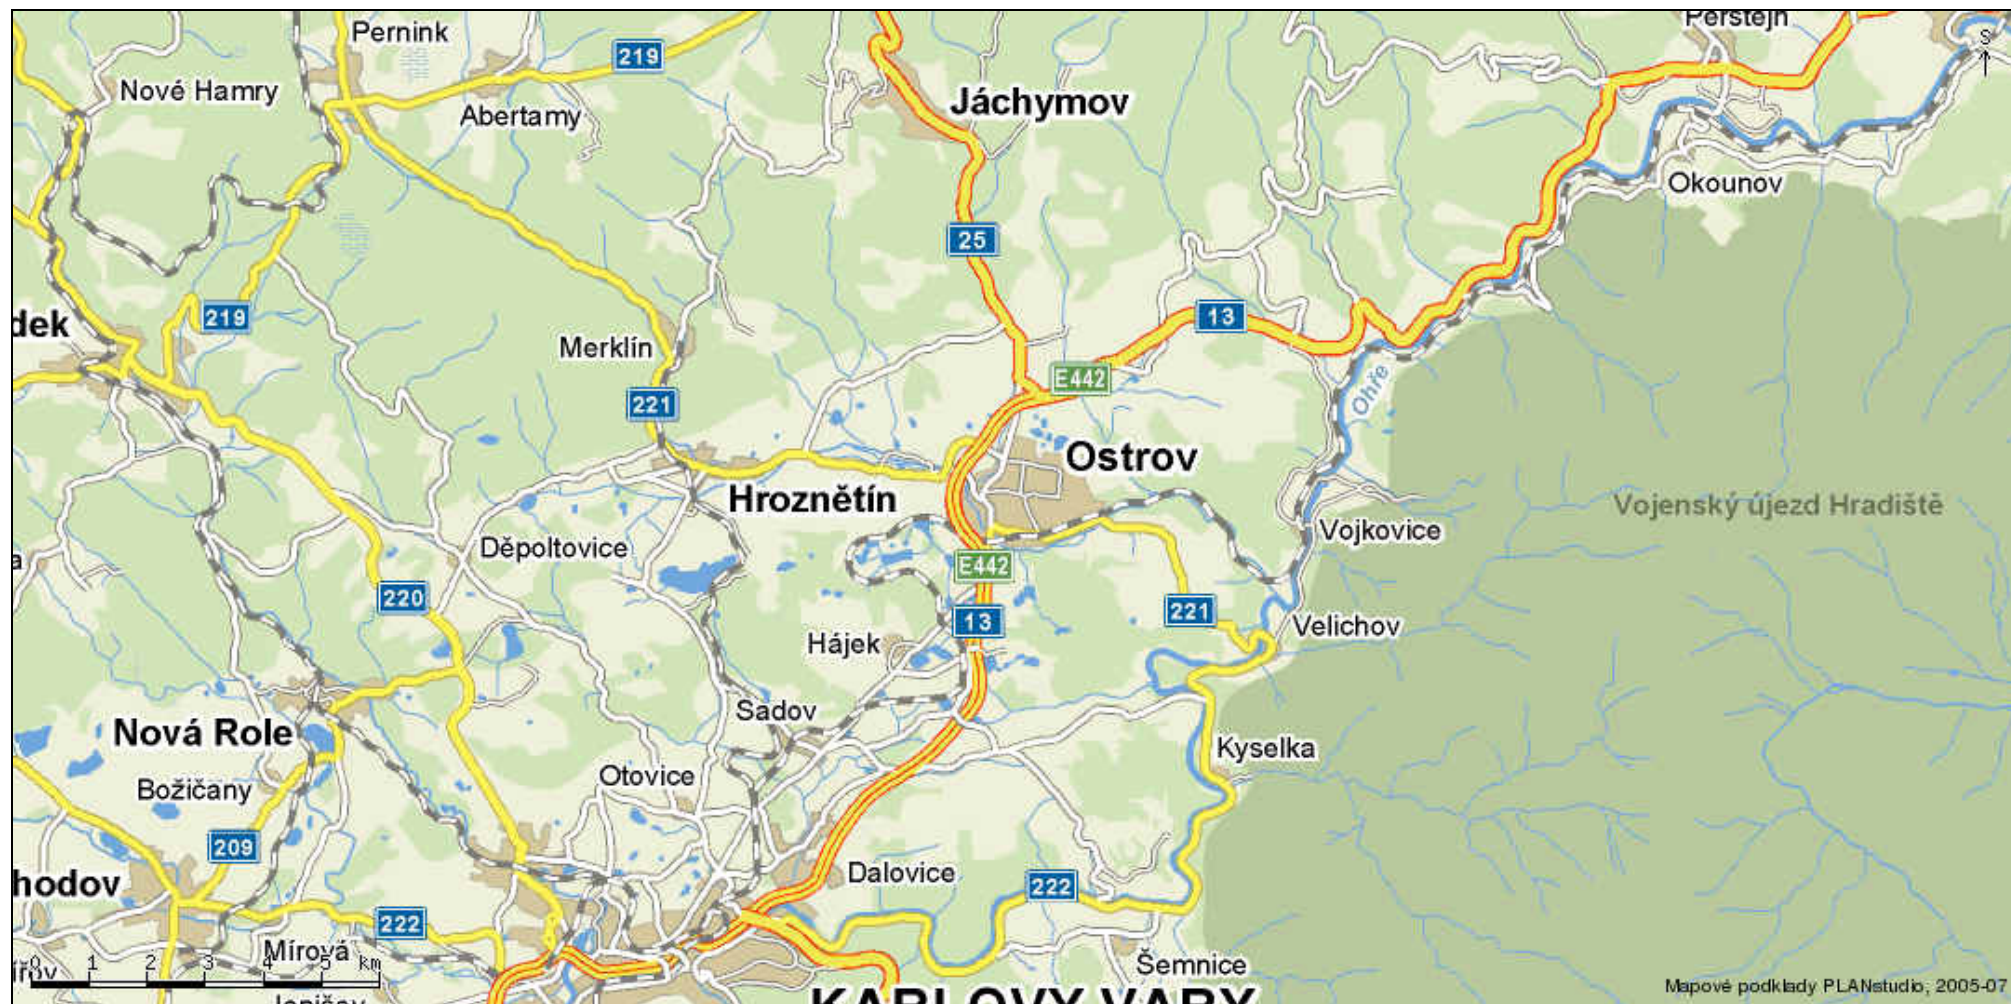 Pernink
Perštejn
219
S
Nové Hamry
Abertamy
Jáchymov
Okounov
25
219
13
dek
Merklín
E442
Ohře
221
Ostrov
Hroznětín
Vojenský újezd Hradiště
Vojkovice
Děpoltovice
a
E442
220
221
13
Velichov
Hájek
Sadov
Nová Role
Kyselka
Otovice
Božičany
209
hodov
Dalovice
222
222
Mírová
Šemnice
0 1 2 3 4 5 km
Mapové podklady PLANstudio, 2005-07
KARLOVY VARY